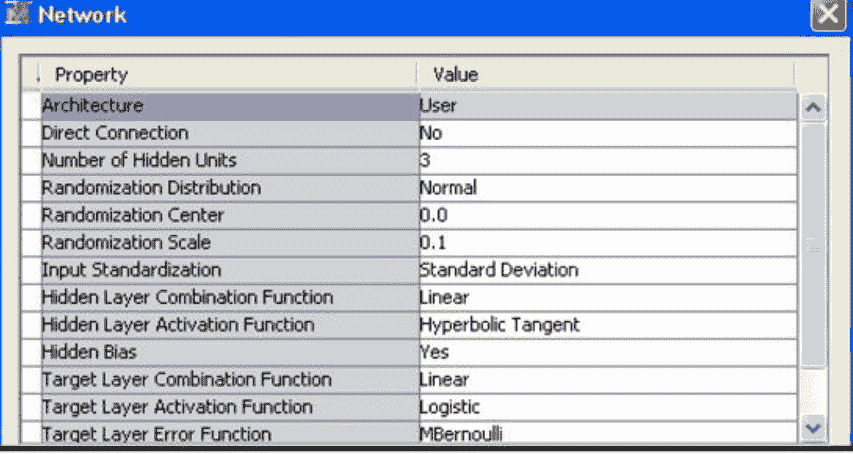 Network
. Property Value
Architecture User
Direct Connection No
Number of Hidden Units 3
Randomization Distribution Normal
Randomization Center 0.0
Randomization Scale 0.1
Input Standardization Standard Deviation
Hidden Layer Combination Function Linear
Hidden Layer Activation Function Hyperbolic Tangent
Hidden Bias Yes
Target Layer Combination Function Linear
Target Layer Activation Function Logistic
Target Layer Error Function MBernoulli